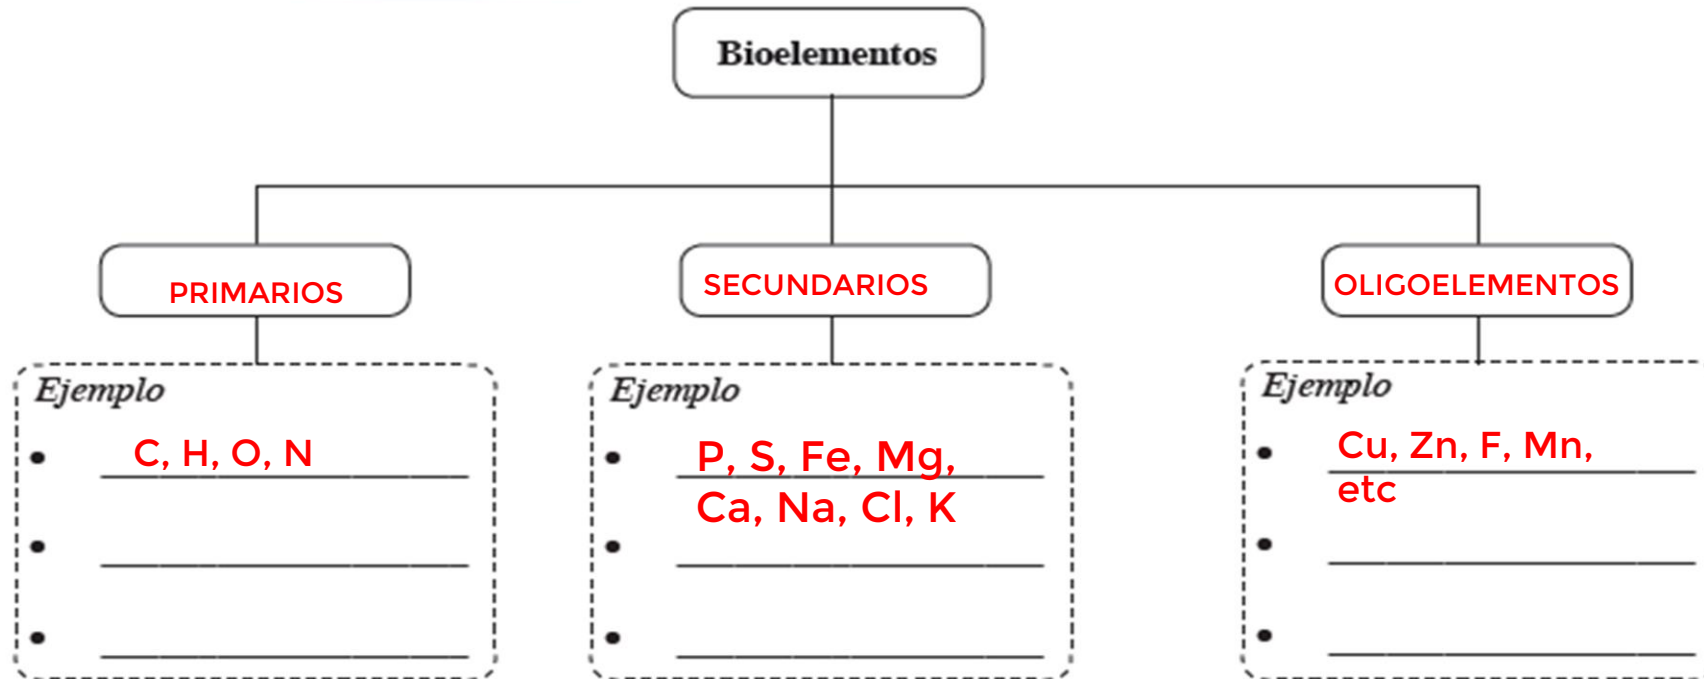 Bioelementos
PRIMARIOS
SECUNDARIOS
OLIGOELEMENTOS
Ejemplo
C, H, O, N
Ejemplo
P, S, Fe, Mg,
Ca, Na, Cl, K
Ejemplo
Cu, Zn, F, Mn,
etc